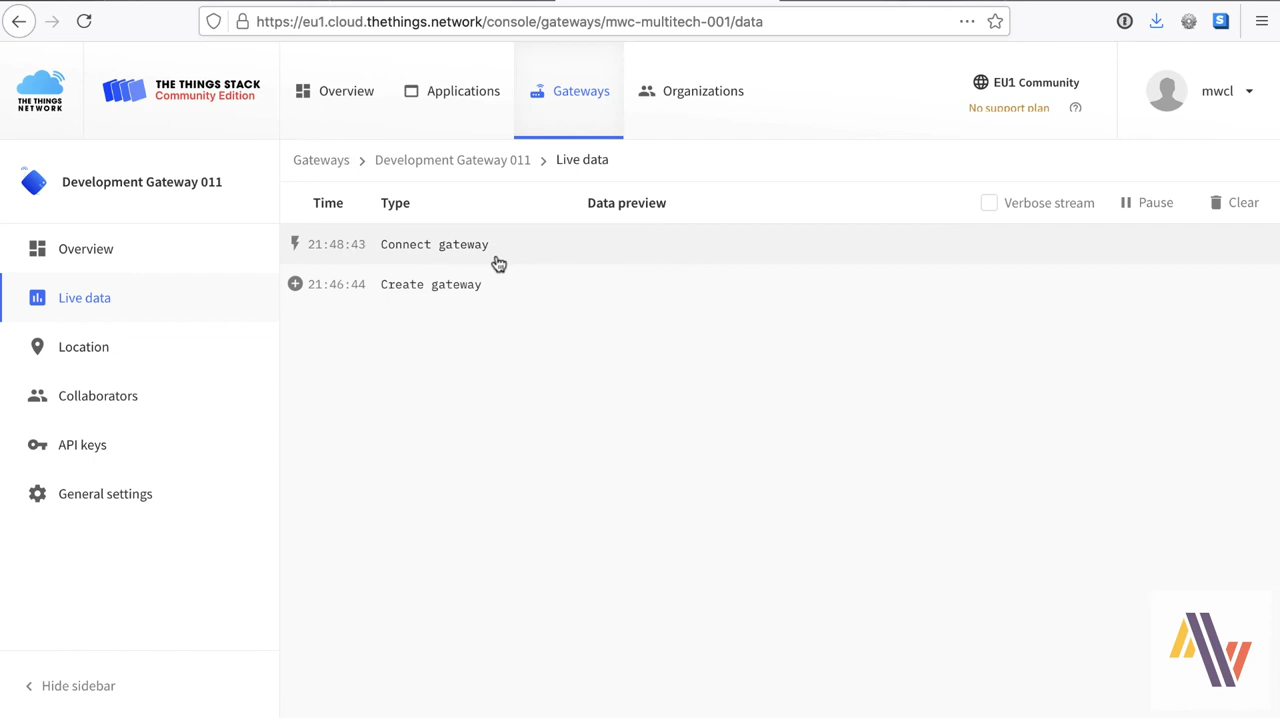 https://eu1.cloud.thethings.network/console/gateways/mwc-multitech-001/data
S
THE THINGS
NETWORK
THE THINGS STACK
Community Edition
Overview
Applications
Gateways
Organizations
EU1 Community
No support plan
mwcl
Development Gateway 011
Gateways > Development Gateway 011 > Live data
Time Type Data preview Verbose stream Pause Clear
Overview
Live data
Location
Collaborators
API keys
General settings
21:48:43 Connect gateway
21:46:44 Create gateway
Hide sidebar